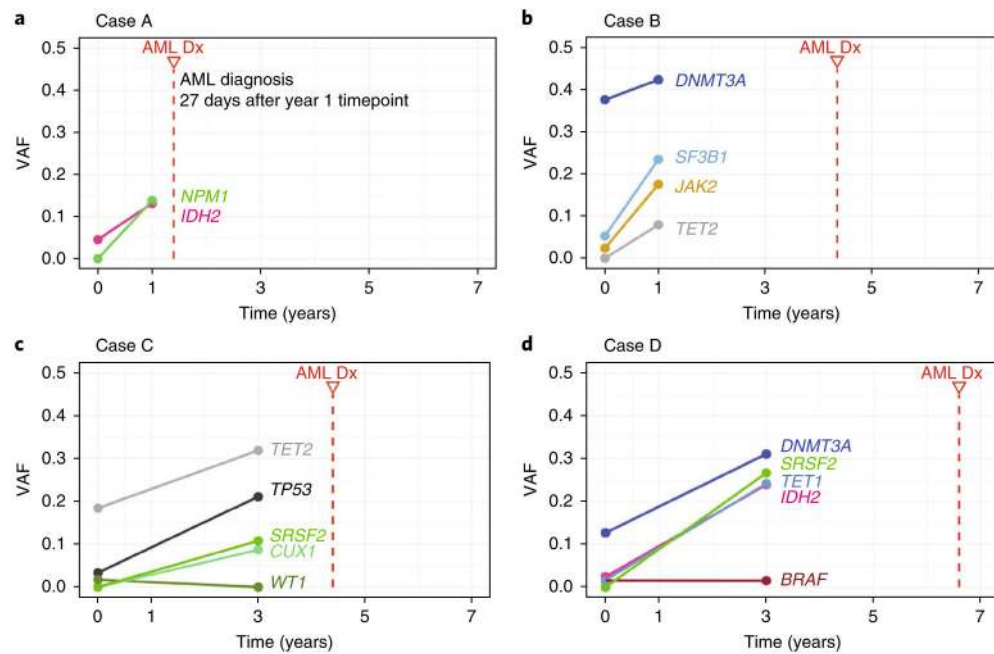 a Case A
0.5
0.4
0.3
0.2
0.1
0.0
VAF
AML Dx
AML diagnosis
27 days after year 1 timepoint
NPM1
IDH2
0 1 3 5 7
Time (years)
b Case B
0.5
0.4
0.3
0.2
0.1
0.0
VAF
AML Dx
DNMT3A
SF3B1
JAK2
TET2
0 1 3 5 7
Time (years)
c Case C
0.5
0.4
0.3
0.2
0.1
0.0
VAF
AML Dx
TET2
TP53
SRSF2
CUX1
WT1
0 1 3 5 7
Time (years)
d Case D
0.5
0.4
0.3
0.2
0.1
0.0
VAF
AML Dx
DNMT3A
SRSF2
TET1
IDH2
BRAF
0 1 3 5 7
Time (years)